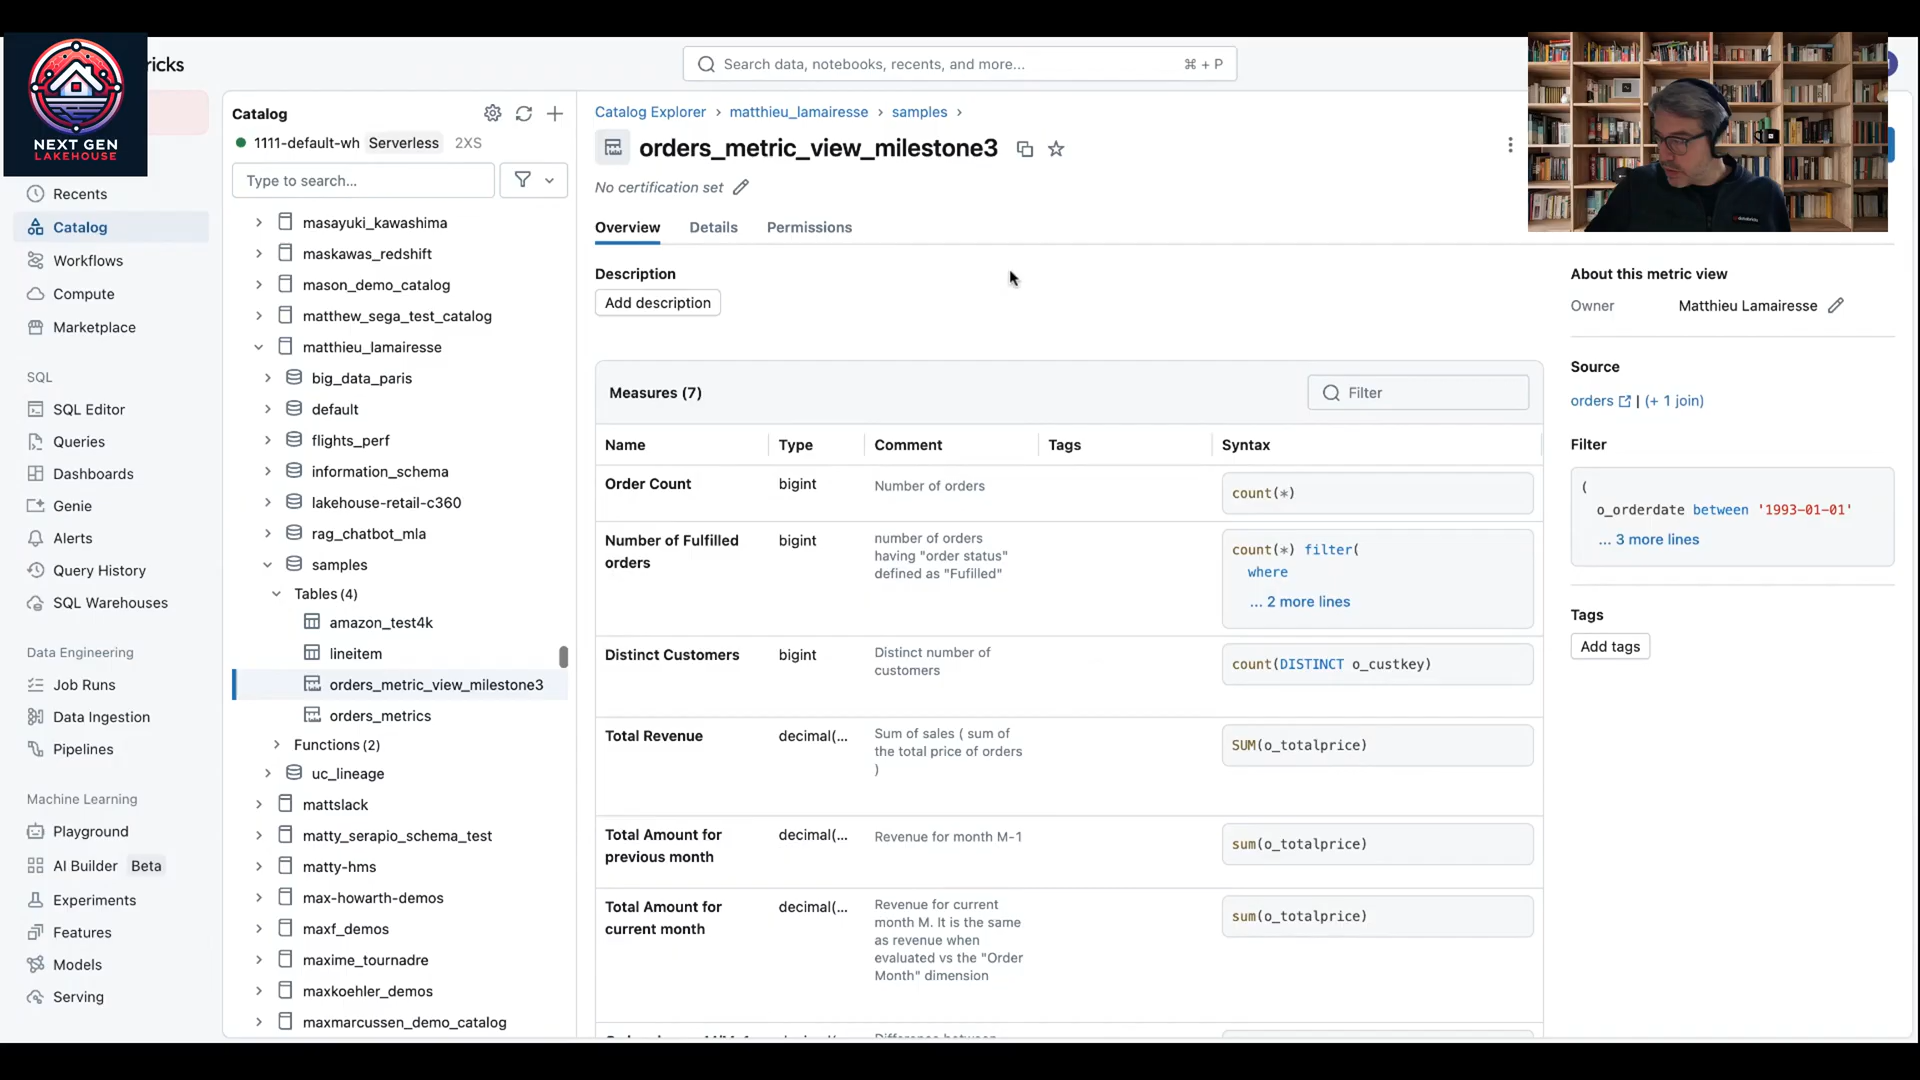 NEXT GEN
LAKEHOUSE
ricks
Search data, notebooks, recents, and more...
⌘ + P
Recents
Catalog
Workflows
Compute
Marketplace
SQL
SQL Editor
Queries
Dashboards
Genie
Alerts
Query History
SQL Warehouses
Data Engineering
Job Runs
Data Ingestion
Pipelines
Machine Learning
Playground
AI Builder Beta
Experiments
Features
Models
Serving
Catalog
1111-default-wh Serverless 2XS
Type to search...
masayuki_kawashima
maskawas_redshift
mason_demo_catalog
matthew_sega_test_catalog
matthieu_lamairesse
big_data_paris
default
flights_perf
information_schema
lakehouse-retail-c360
rag_chatbot_mla
samples
Tables (4)
amazon_test4k
lineitem
orders_metric_view_milestone3
orders_metrics
Functions (2)
uc_lineage
mattslack
matty_serapio_schema_test
matty-hms
max-howarth-demos
maxf_demos
maxime_tournadre
maxkoehler_demos
maxmarcussen_demo_catalog
Catalog Explorer › matthieu_lamairesse › samples ›
orders_metric_view_milestone3
No certification set
Overview Details Permissions
Description
Add description
Measures (7)
Filter
Name Type Comment Tags Syntax
Order Count bigint Number of orders count(*)
Number of Fulfilled
orders
bigint
number of orders
having "order status"
defined as "Fufilled"
count(*) filter(
where
... 2 more lines
Distinct Customers bigint
Distinct number of
customers
count(DISTINCT o_custkey)
Total Revenue decimal(...
Sum of sales ( sum of
the total price of orders
)
SUM(o_totalprice)
Total Amount for
previous month
decimal(... Revenue for month M-1
sum(o_totalprice)
Total Amount for
current month
decimal(...
Revenue for current
month M. It is the same
as revenue when
evaluated vs the "Order
Month" dimension
sum(o_totalprice)
Difference between
About this metric view
Owner Matthieu Lamairesse
Source
orders | (+ 1 join)
Filter
(
o_orderdate between '1993-01-01'
... 3 more lines
Tags
Add tags